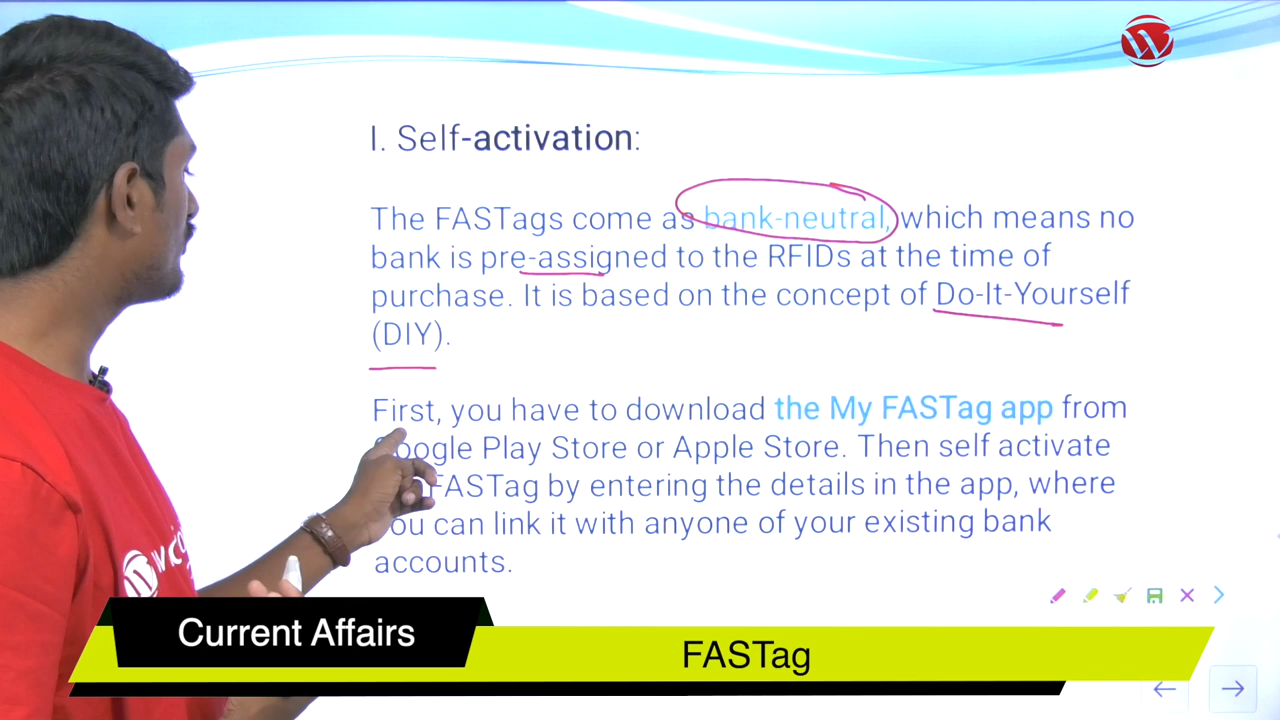 I. Self-activation:
The FASTags come as bank-neutral, which means no
bank is pre-assigned to the RFIDs at the time of
purchase. It is based on the concept of Do-It-Yourself
(DIY).
First, you have to download the My FASTag app from
Google Play Store or Apple Store. Then self activate
FASTag by entering the details in the app, where
you can link it with anyone of your existing bank
accounts.
Current Affairs
FASTag